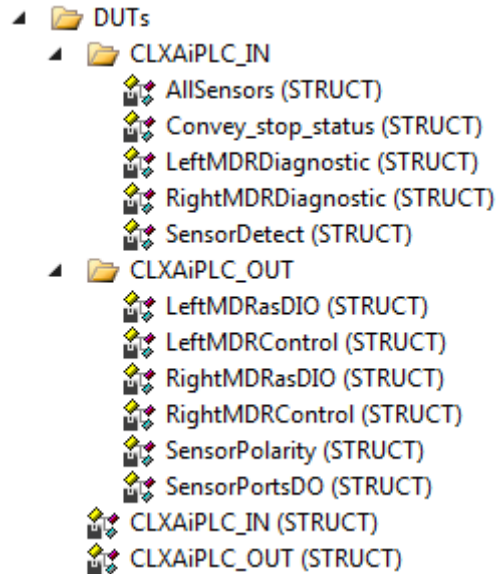 DUTs
CLXAiPLC_IN
AllSensors (STRUCT)
Convey_stop_status (STRUCT)
LeftMDRDiagnostic (STRUCT)
RightMDRDiagnostic (STRUCT)
SensorDetect (STRUCT)
CLXAiPLC_OUT
LeftMDRasDIO (STRUCT)
LeftMDRControl (STRUCT)
RightMDRasDIO (STRUCT)
RightMDRControl (STRUCT)
SensorPolarity (STRUCT)
SensorPortsDO (STRUCT)
CLXAiPLC_IN (STRUCT)
CLXAiPLC_OUT (STRUCT)